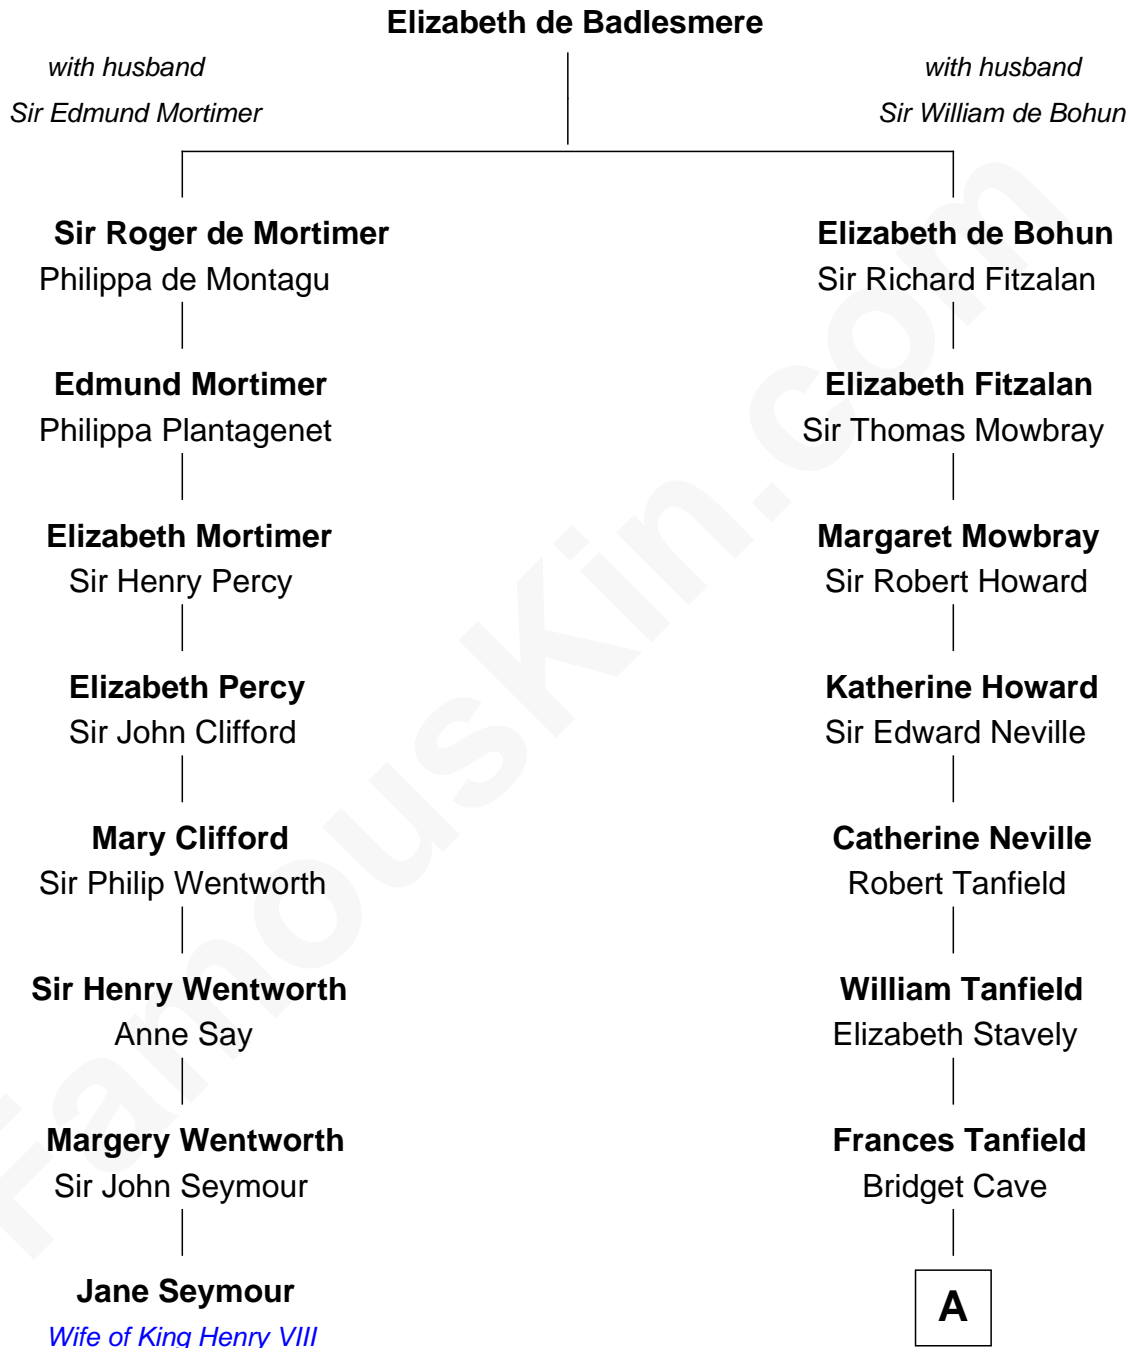 Elizabeth de Badlesmere
with husband
Sir Edmund Mortimer
with husband
Sir William de Bohun
Sir Roger de Mortimer
Philippa de Montagu
Elizabeth de Bohun
Sir Richard Fitzalan
Edmund Mortimer
Philippa Plantagenet
Elizabeth Fitzalan
Sir Thomas Mowbray
Elizabeth Mortimer
Sir Henry Percy
Margaret Mowbray
Sir Robert Howard
Elizabeth Percy
Sir John Clifford
Katherine Howard
Sir Edward Neville
Mary Clifford
Sir Philip Wentworth
Catherine Neville
Robert Tanfield
Sir Henry Wentworth
Anne Say
William Tanfield
Elizabeth Stavely
Margery Wentworth
Sir John Seymour
Frances Tanfield
Bridget Cave
Jane Seymour
Wife of King Henry VIII
A
FamousKin.com